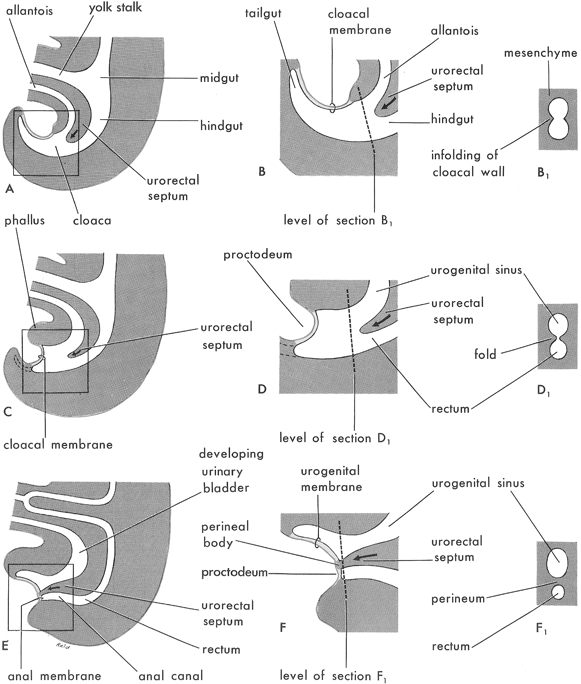 allantois
yolk stalk
midgut
hindgut
urorectal
septum
cloaca
A
tailgut
cloacal
membrane
allantois
urorectal
septum
hindgut
level of section B1
B
mesenchyme
infolding of
cloacal wall
B1
phallus
urorectal
septum
cloacal membrane
C
proctodeum
urogenital sinus
urorectal
septum
rectum
level of section D1
D
fold
D1
developing
urinary
bladder
urorectal
septum
rectum
anal membrane
anal canal
E
urogenital
membrane
perineal
body
proctodeum
urogenital sinus
urorectal
septum
level of section F1
F
perineum
rectum
F1